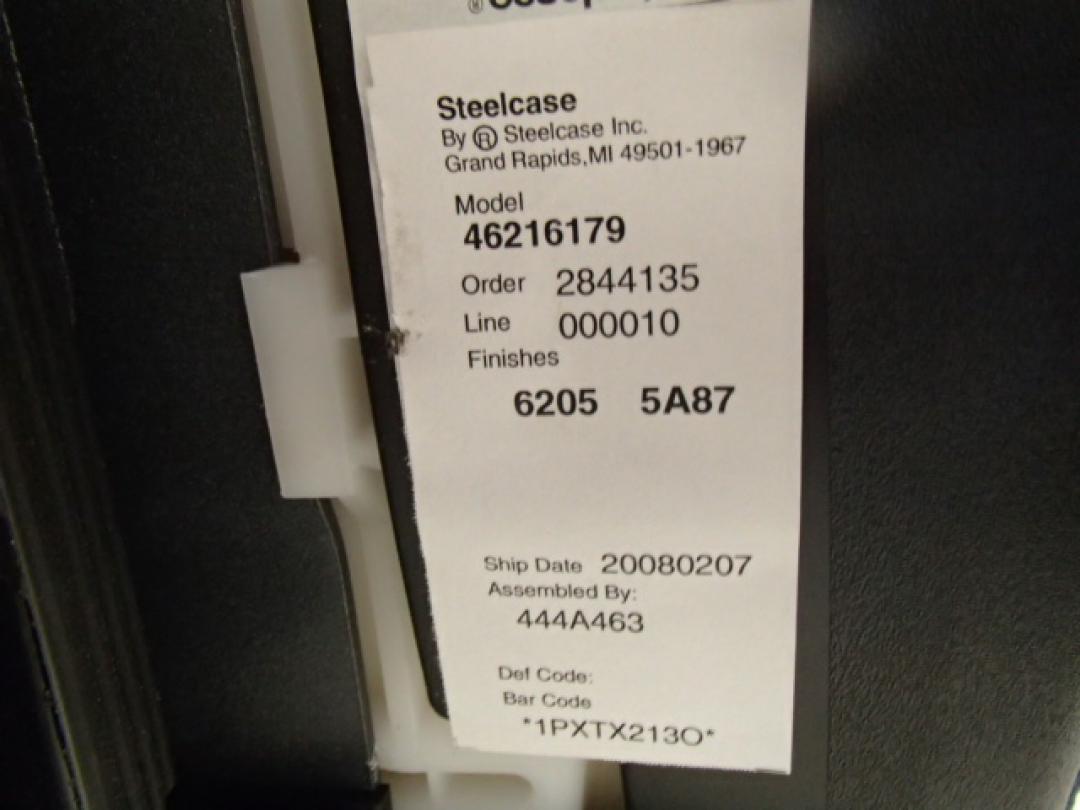 Steelcase
By ® Steelcase Inc.
Grand Rapids,MI 49501-1967
Model
46216179
Order 2844135
Line 000010
Finishes
6205 5A87
Ship Date 20080207
Assembled By:
444A463
Def Code:
Bar Code
*1PXTX213O*